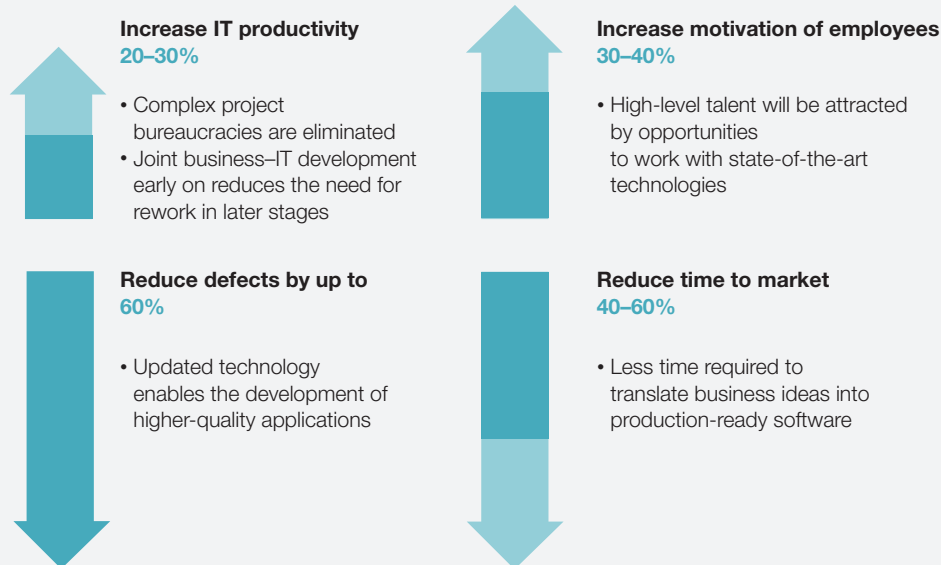 Increase IT productivity
20–30%
• Complex project
bureaucracies are eliminated
• Joint business–IT development
early on reduces the need for
rework in later stages
Increase motivation of employees
30–40%
• High-level talent will be attracted
by opportunities
to work with state-of-the-art
technologies
Reduce defects by up to
60%
• Updated technology
enables the development of
higher-quality applications
Reduce time to market
40–60%
• Less time required to
translate business ideas into
production-ready software